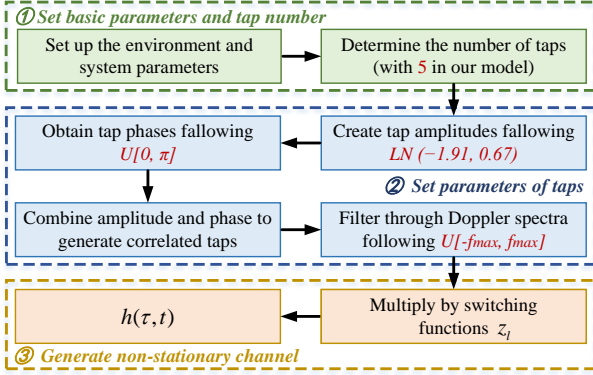 ① Set basic parameters and tap number
Set up the environment and
system parameters
Determine the number of taps
(with 5 in our model)
Obtain tap phases fallowing
U[0, π]
Create tap amplitudes fallowing
LN (−1.91, 0.67)
② Set parameters of taps
Combine amplitude and phase to
generate correlated taps
Filter through Doppler spectra
following U[-fmax, fmax]
h(τ,t)
Multiply by switching
functions z_l
③ Generate non-stationary channel